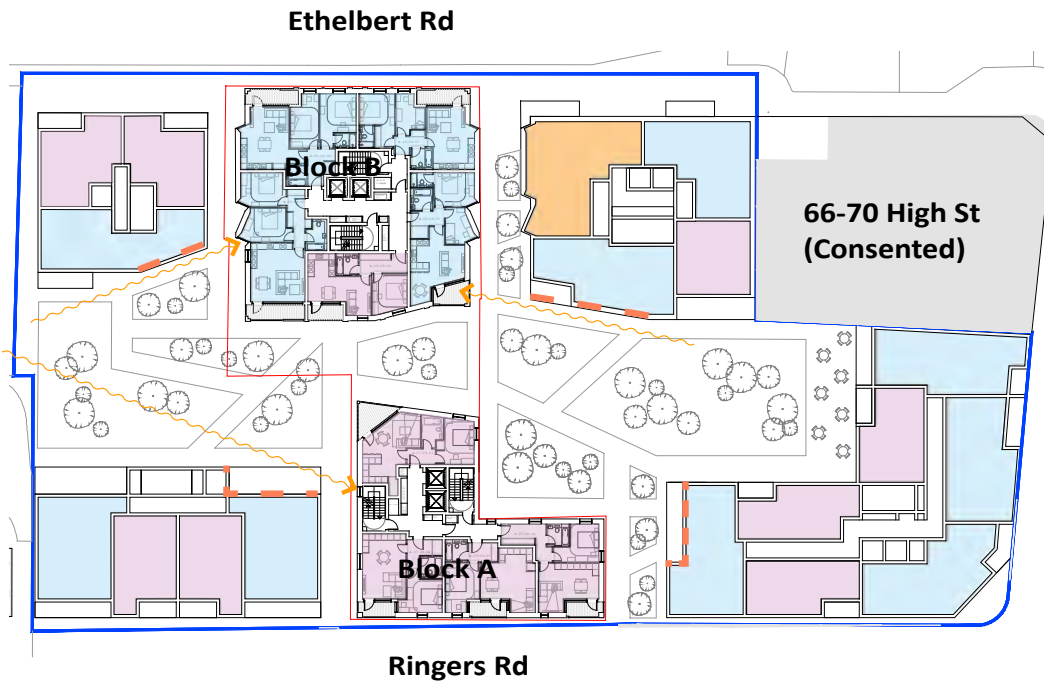 Ethelbert Rd
Block B
66-70 High St
(Consented)
Block A
Ringers Rd